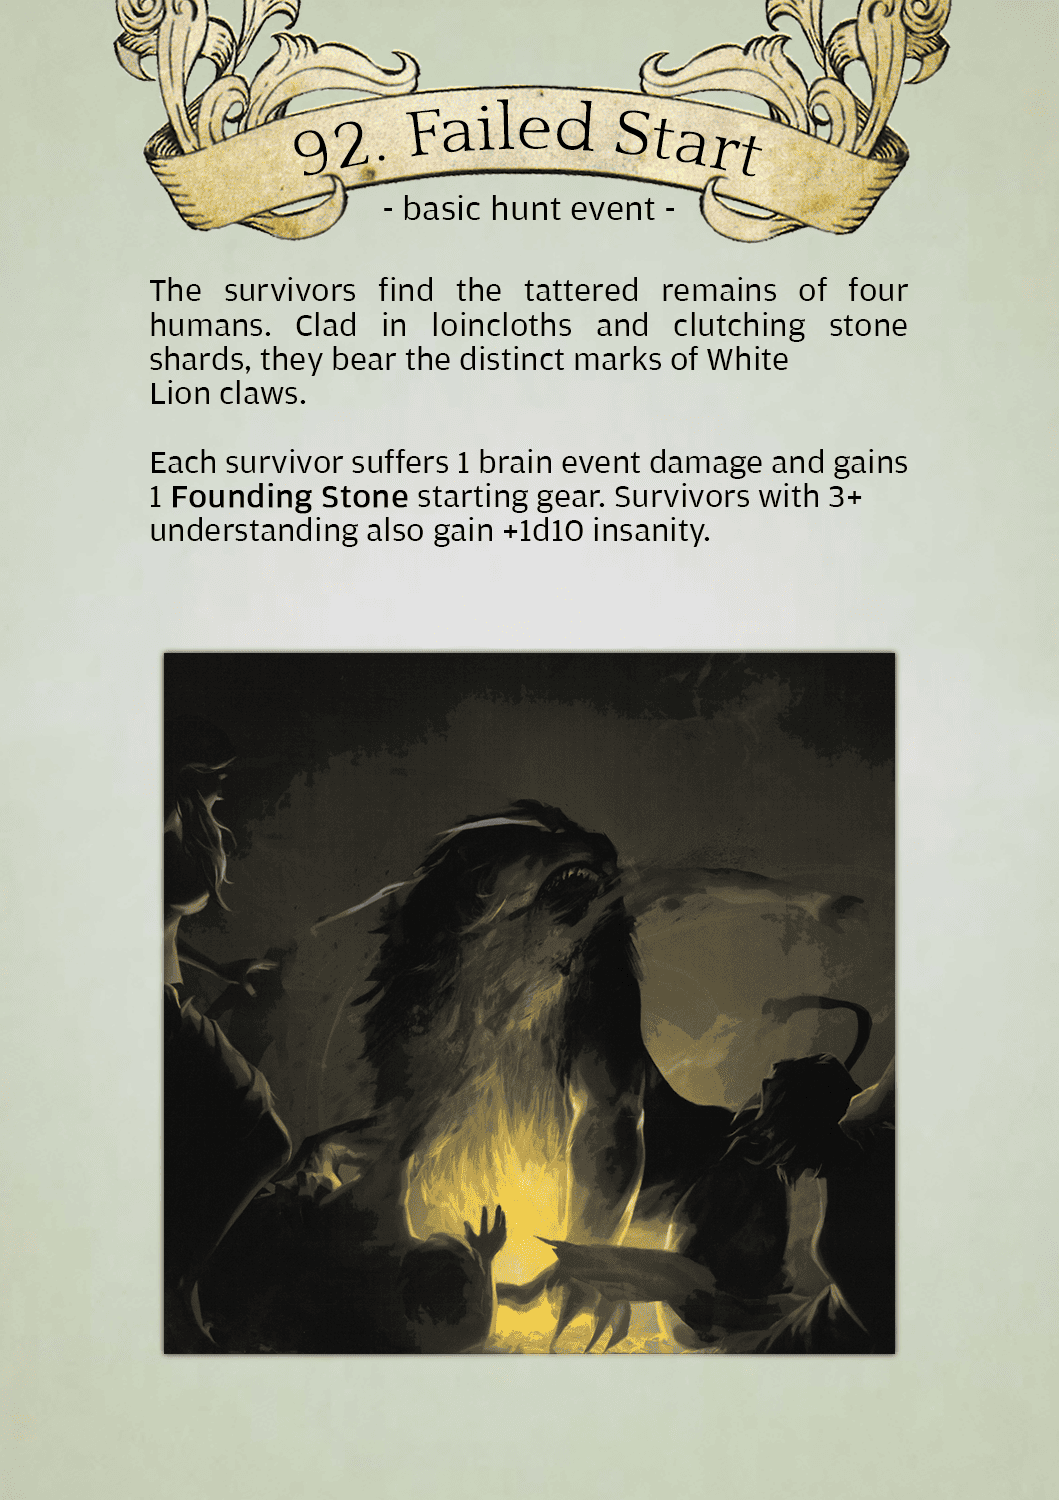 92. Failed Start
- basic hunt event -
The survivors find the tattered remains of four
humans. Clad in loincloths and clutching stone
shards, they bear the distinct marks of White
Lion claws.
Each survivor suffers 1 brain event damage and gains
1 Founding Stone starting gear. Survivors with 3+
understanding also gain +1d10 insanity.